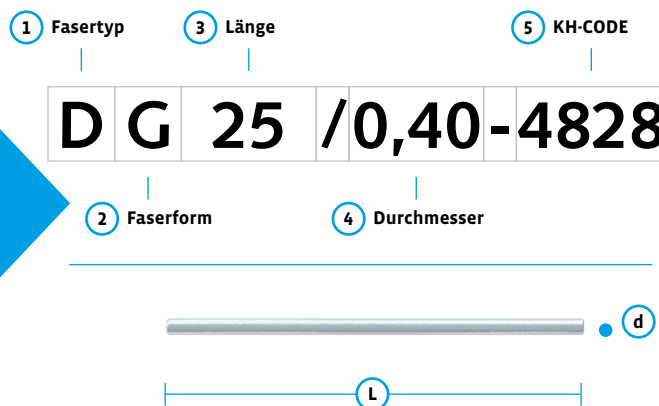 1 Fasertyp 3 Länge 5 KH-CODE
D G 25 /0,40-4828
2 Faserform 4 Durchmesser
d
L